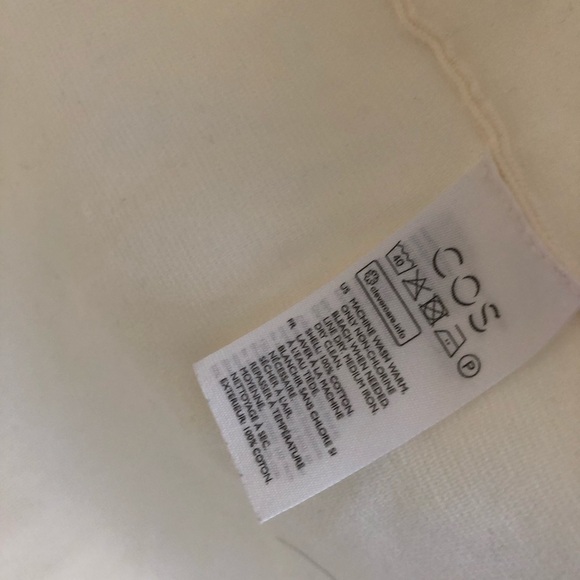 COS
40
P
clevercare.info
US MACHINE WASH WARM.
ONLY NON-CHLORINE
BLEACH WHEN NEEDED.
LINE DRY. MEDIUM IRON.
DRY CLEAN.
SHELL: 100% COTTON.
FR LAVER À LA MACHINE
À L'EAU TIÈDE.
BLANCHIR SANS CHLORE SI
NÉCESSAIRE.
SÉCHER À L'AIR.
REPASSER À TEMPÉRATURE
MOYENNE.
NETTOYAGE À SEC.
EXTÉRIEUR: 100% COTON.